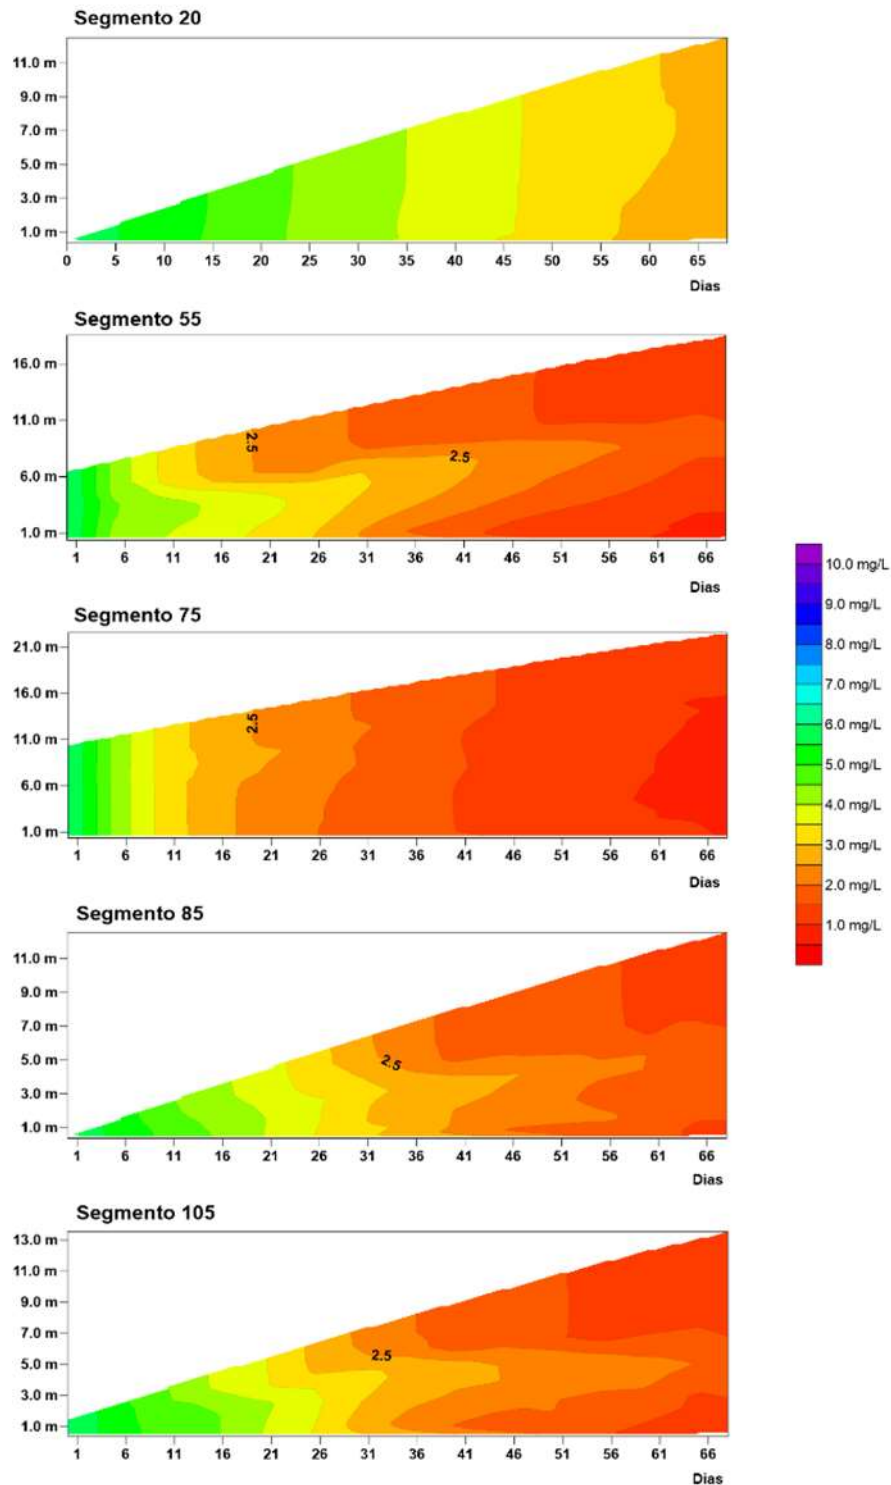 Segmento 20
11.0 m
9.0 m
7.0 m
5.0 m
3.0 m
1.0 m
0 5 10 15 20 25 30 35 40 45 50 55 60 65
Dias
Segmento 55
16.0 m
11.0 m
6.0 m
1.0 m
2.5
2.5
1 6 11 16 21 26 31 36 41 46 51 56 61 66
Dias
Segmento 75
21.0 m
16.0 m
11.0 m
6.0 m
1.0 m
2.5
1 6 11 16 21 26 31 36 41 46 51 56 61 66
Dias
10.0 mg/L
9.0 mg/L
8.0 mg/L
7.0 mg/L
6.0 mg/L
5.0 mg/L
4.0 mg/L
3.0 mg/L
2.0 mg/L
1.0 mg/L
Segmento 85
11.0 m
9.0 m
7.0 m
5.0 m
3.0 m
1.0 m
2.5
1 6 11 16 21 26 31 36 41 46 51 56 61 66
Dias
Segmento 105
13.0 m
11.0 m
9.0 m
7.0 m
5.0 m
3.0 m
1.0 m
2.5
1 6 11 16 21 26 31 36 41 46 51 56 61 66
Dias